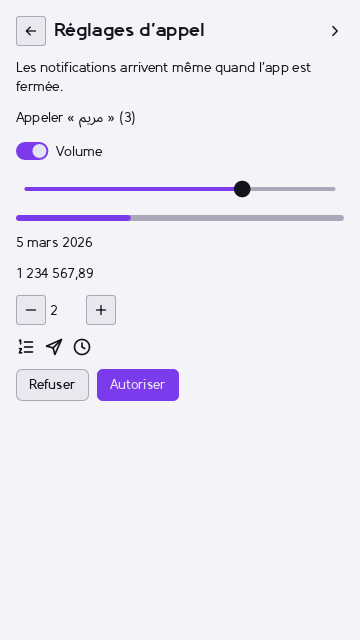 Réglages d’appel
Les notifications arrivent même quand l’app est
fermée.
Appeler « مريم » (3)
Volume
5 mars 2026
1 234 567,89
2
Refuser
Autoriser